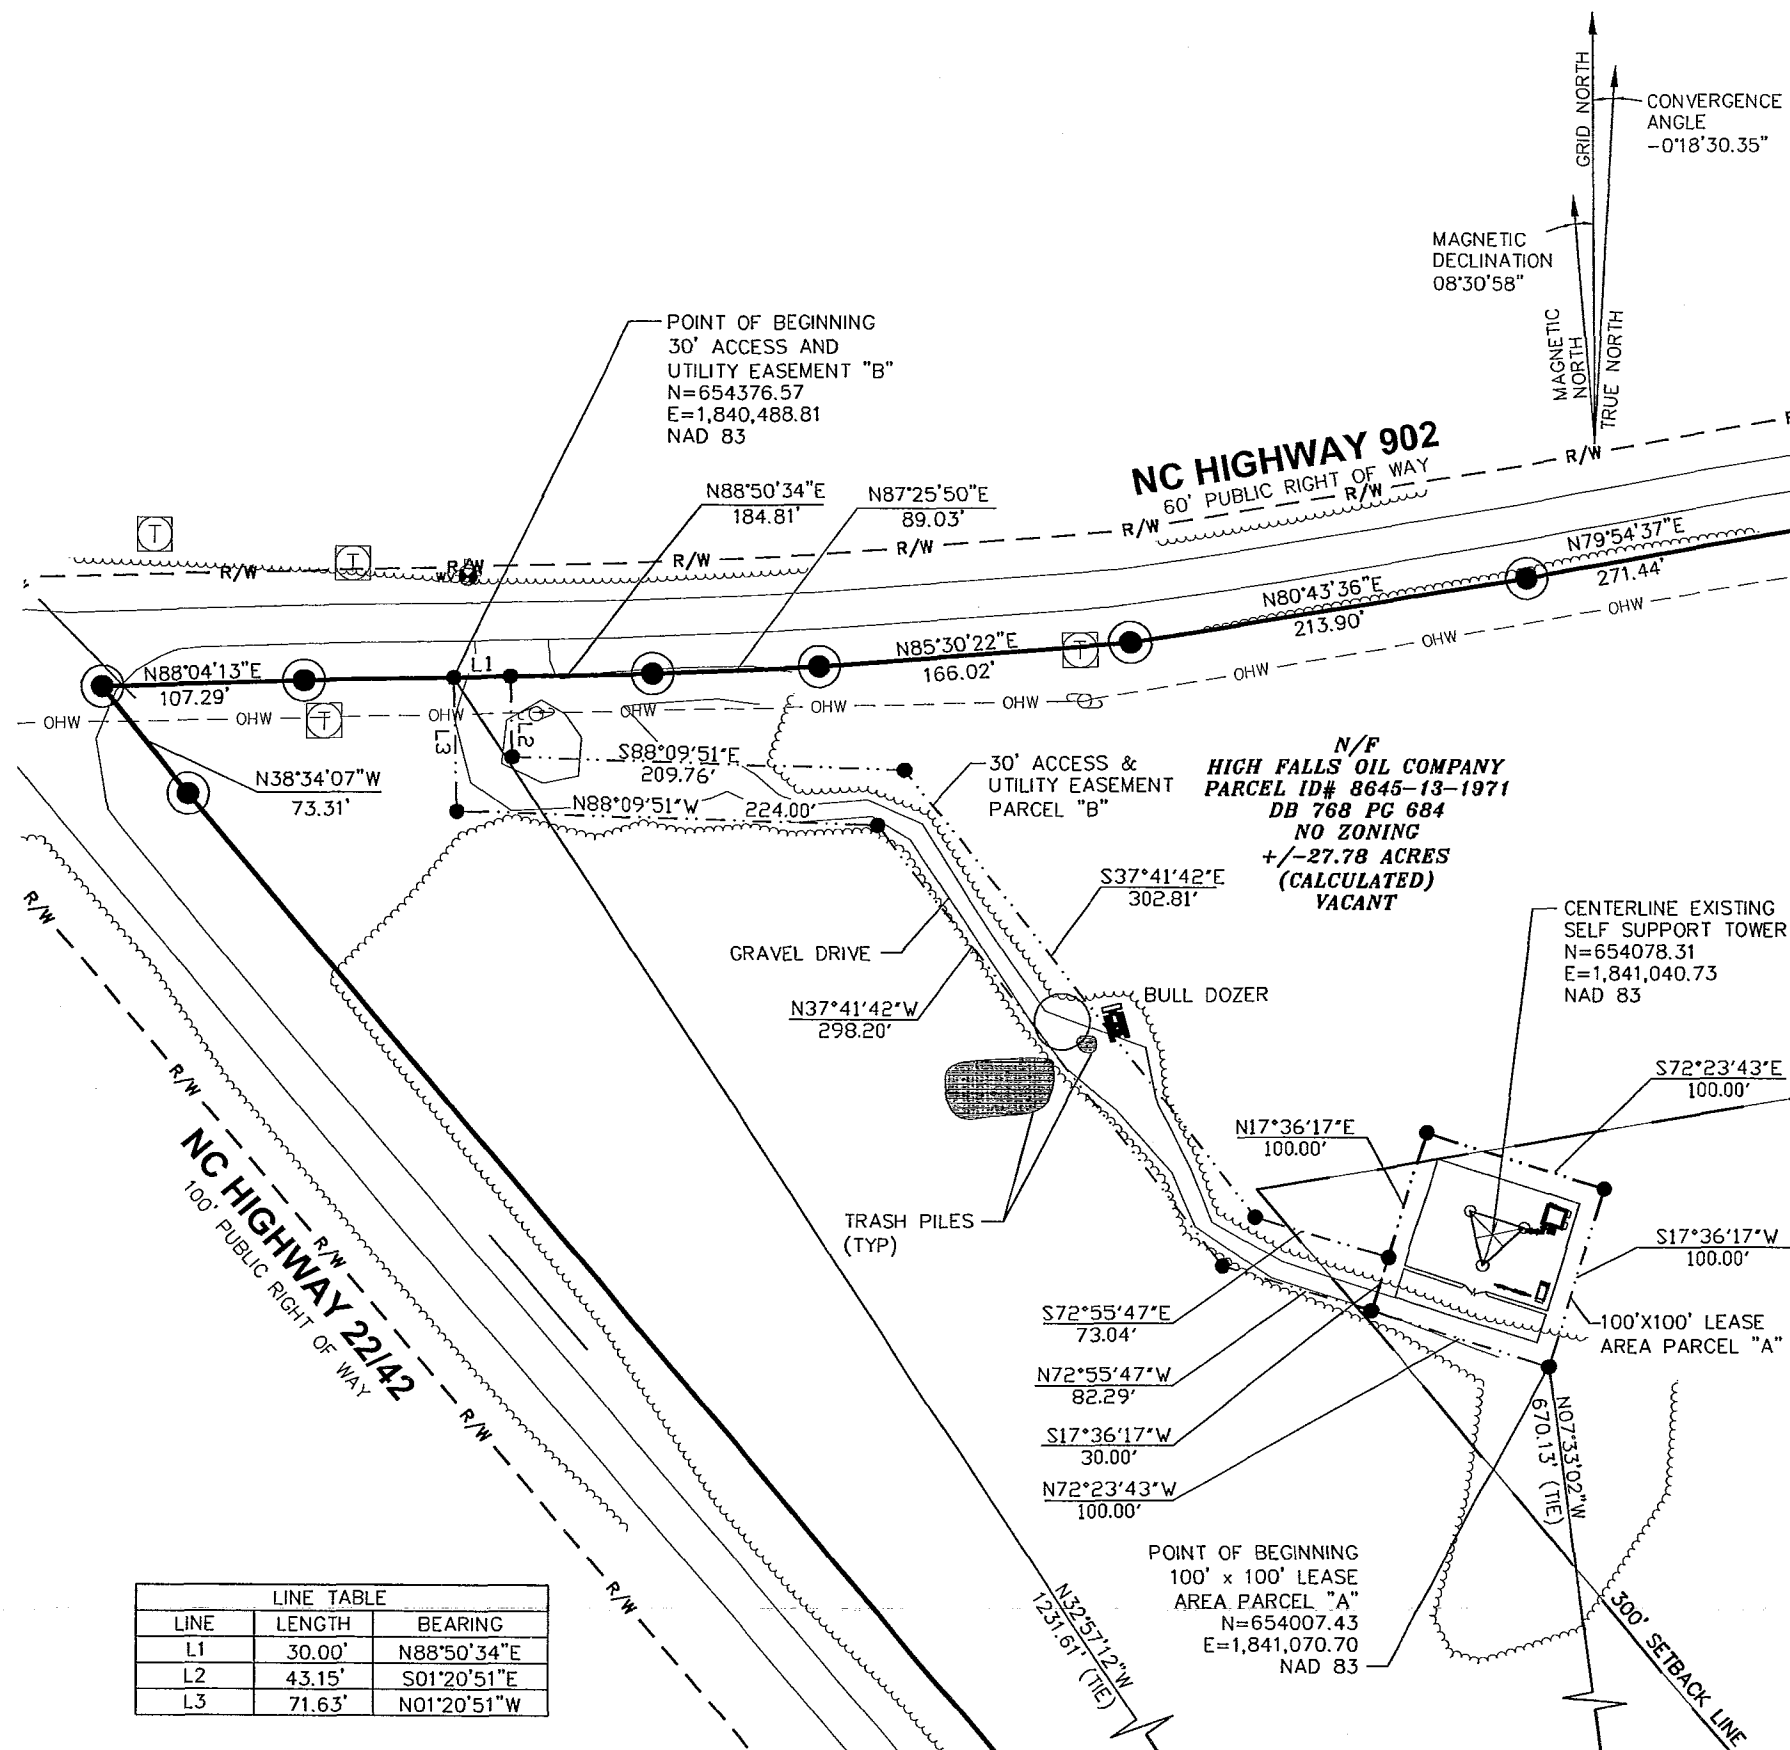 GRID NORTH
CONVERGENCE
ANGLE
-0°18'30.35"
MAGNETIC
DECLINATION
08°30'58"
MAGNETIC
NORTH
TRUE NORTH
POINT OF BEGINNING
30' ACCESS AND
UTILITY EASEMENT "B"
N=654376.57
E=1,840,488.81
NAD 83
NC HIGHWAY 902
60' PUBLIC RIGHT OF WAY
R/W
R/W
R/W
R/W
R/W
R/W
R/W
WV
N88°50'34"E
184.81'
N87°25'50"E
89.03'
N79°54'37"E
271.44'
N80°43'36"E
213.90'
N85°30'22"E
166.02'
N88°04'13"E
107.29'
L1
L2
L3
T
T
T
T
OHW
OHW
OHW
OHW
OHW
OHW
OHW
OHW
OHW
N38°34'07"W
73.31'
S88°09'51"E
209.76'
N88°09'51"W
224.00'
30' ACCESS &
UTILITY EASEMENT
PARCEL "B"
N/F
HIGH FALLS OIL COMPANY
PARCEL ID# 8645-13-1971
DB 768 PG 684
NO ZONING
+/-27.78 ACRES
(CALCULATED)
VACANT
S37°41'42"E
302.81'
CENTERLINE EXISTING
SELF SUPPORT TOWER
N=654078.31
E=1,841,040.73
NAD 83
GRAVEL DRIVE
N37°41'42"W
298.20'
BULL DOZER
S72°23'43"E
100.00'
N17°36'17"E
100.00'
TRASH PILES
(TYP)
S17°36'17"W
100.00'
S72°55'47"E
73.04'
100'X100' LEASE
AREA PARCEL "A"
N72°55'47"W
82.29'
S17°36'17"W
30.00'
N72°23'43"W
100.00'
N07°33'02"W
670.13' (TIE)
POINT OF BEGINNING
100' x 100' LEASE
AREA PARCEL "A"
N=654007.43
E=1,841,070.70
NAD 83
N32°57'12"W
1231.61' (TIE)
300' SETBACK LINE
R/W
R/W
R/W
R/W
R/W
NC HIGHWAY 22/42
100' PUBLIC RIGHT OF WAY
LINE TABLE
LINE LENGTH BEARING
L1 30.00' N88°50'34"E
L2 43.15' S01°20'51"E
L3 71.63' N01°20'51"W